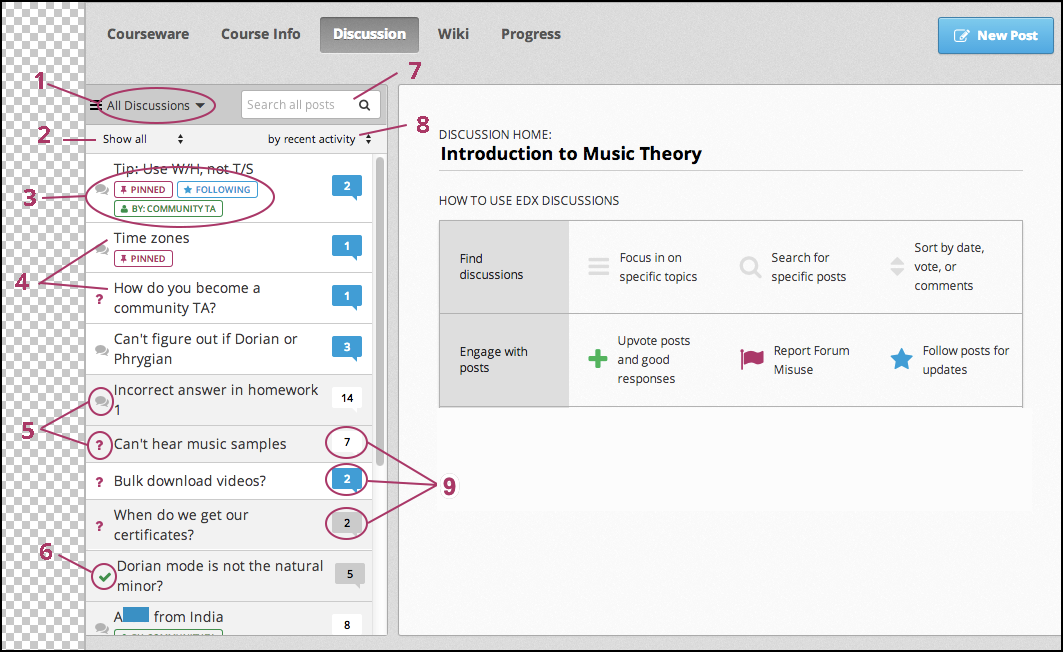 Courseware Course Info Discussion Wiki Progress
New Post
1
7
All Discussions
Search all posts
2
8
Show all
by recent activity
DISCUSSION HOME:
Introduction to Music Theory
Tip: Use W/H, not T/S
3
PINNED
FOLLOWING
2
BY: COMMUNITY TA
HOW TO USE EDX DISCUSSIONS
4
Time zones
1
PINNED
How do you become a
community TA?
?
1
Find
discussions
Focus in on
specific topics
Search for
specific posts
Sort by date,
vote, or
comments
Can't figure out if Dorian or
Phrygian
3
Engage with
posts
Upvote posts
and good
responses
Report Forum
Misuse
Follow posts for
updates
Incorrect answer in homework
1
14
5
?
Can't hear music samples
7
?
Bulk download videos?
2
9
?
When do we get our
certificates?
2
6
Dorian mode is not the natural
minor?
5
A from India
8